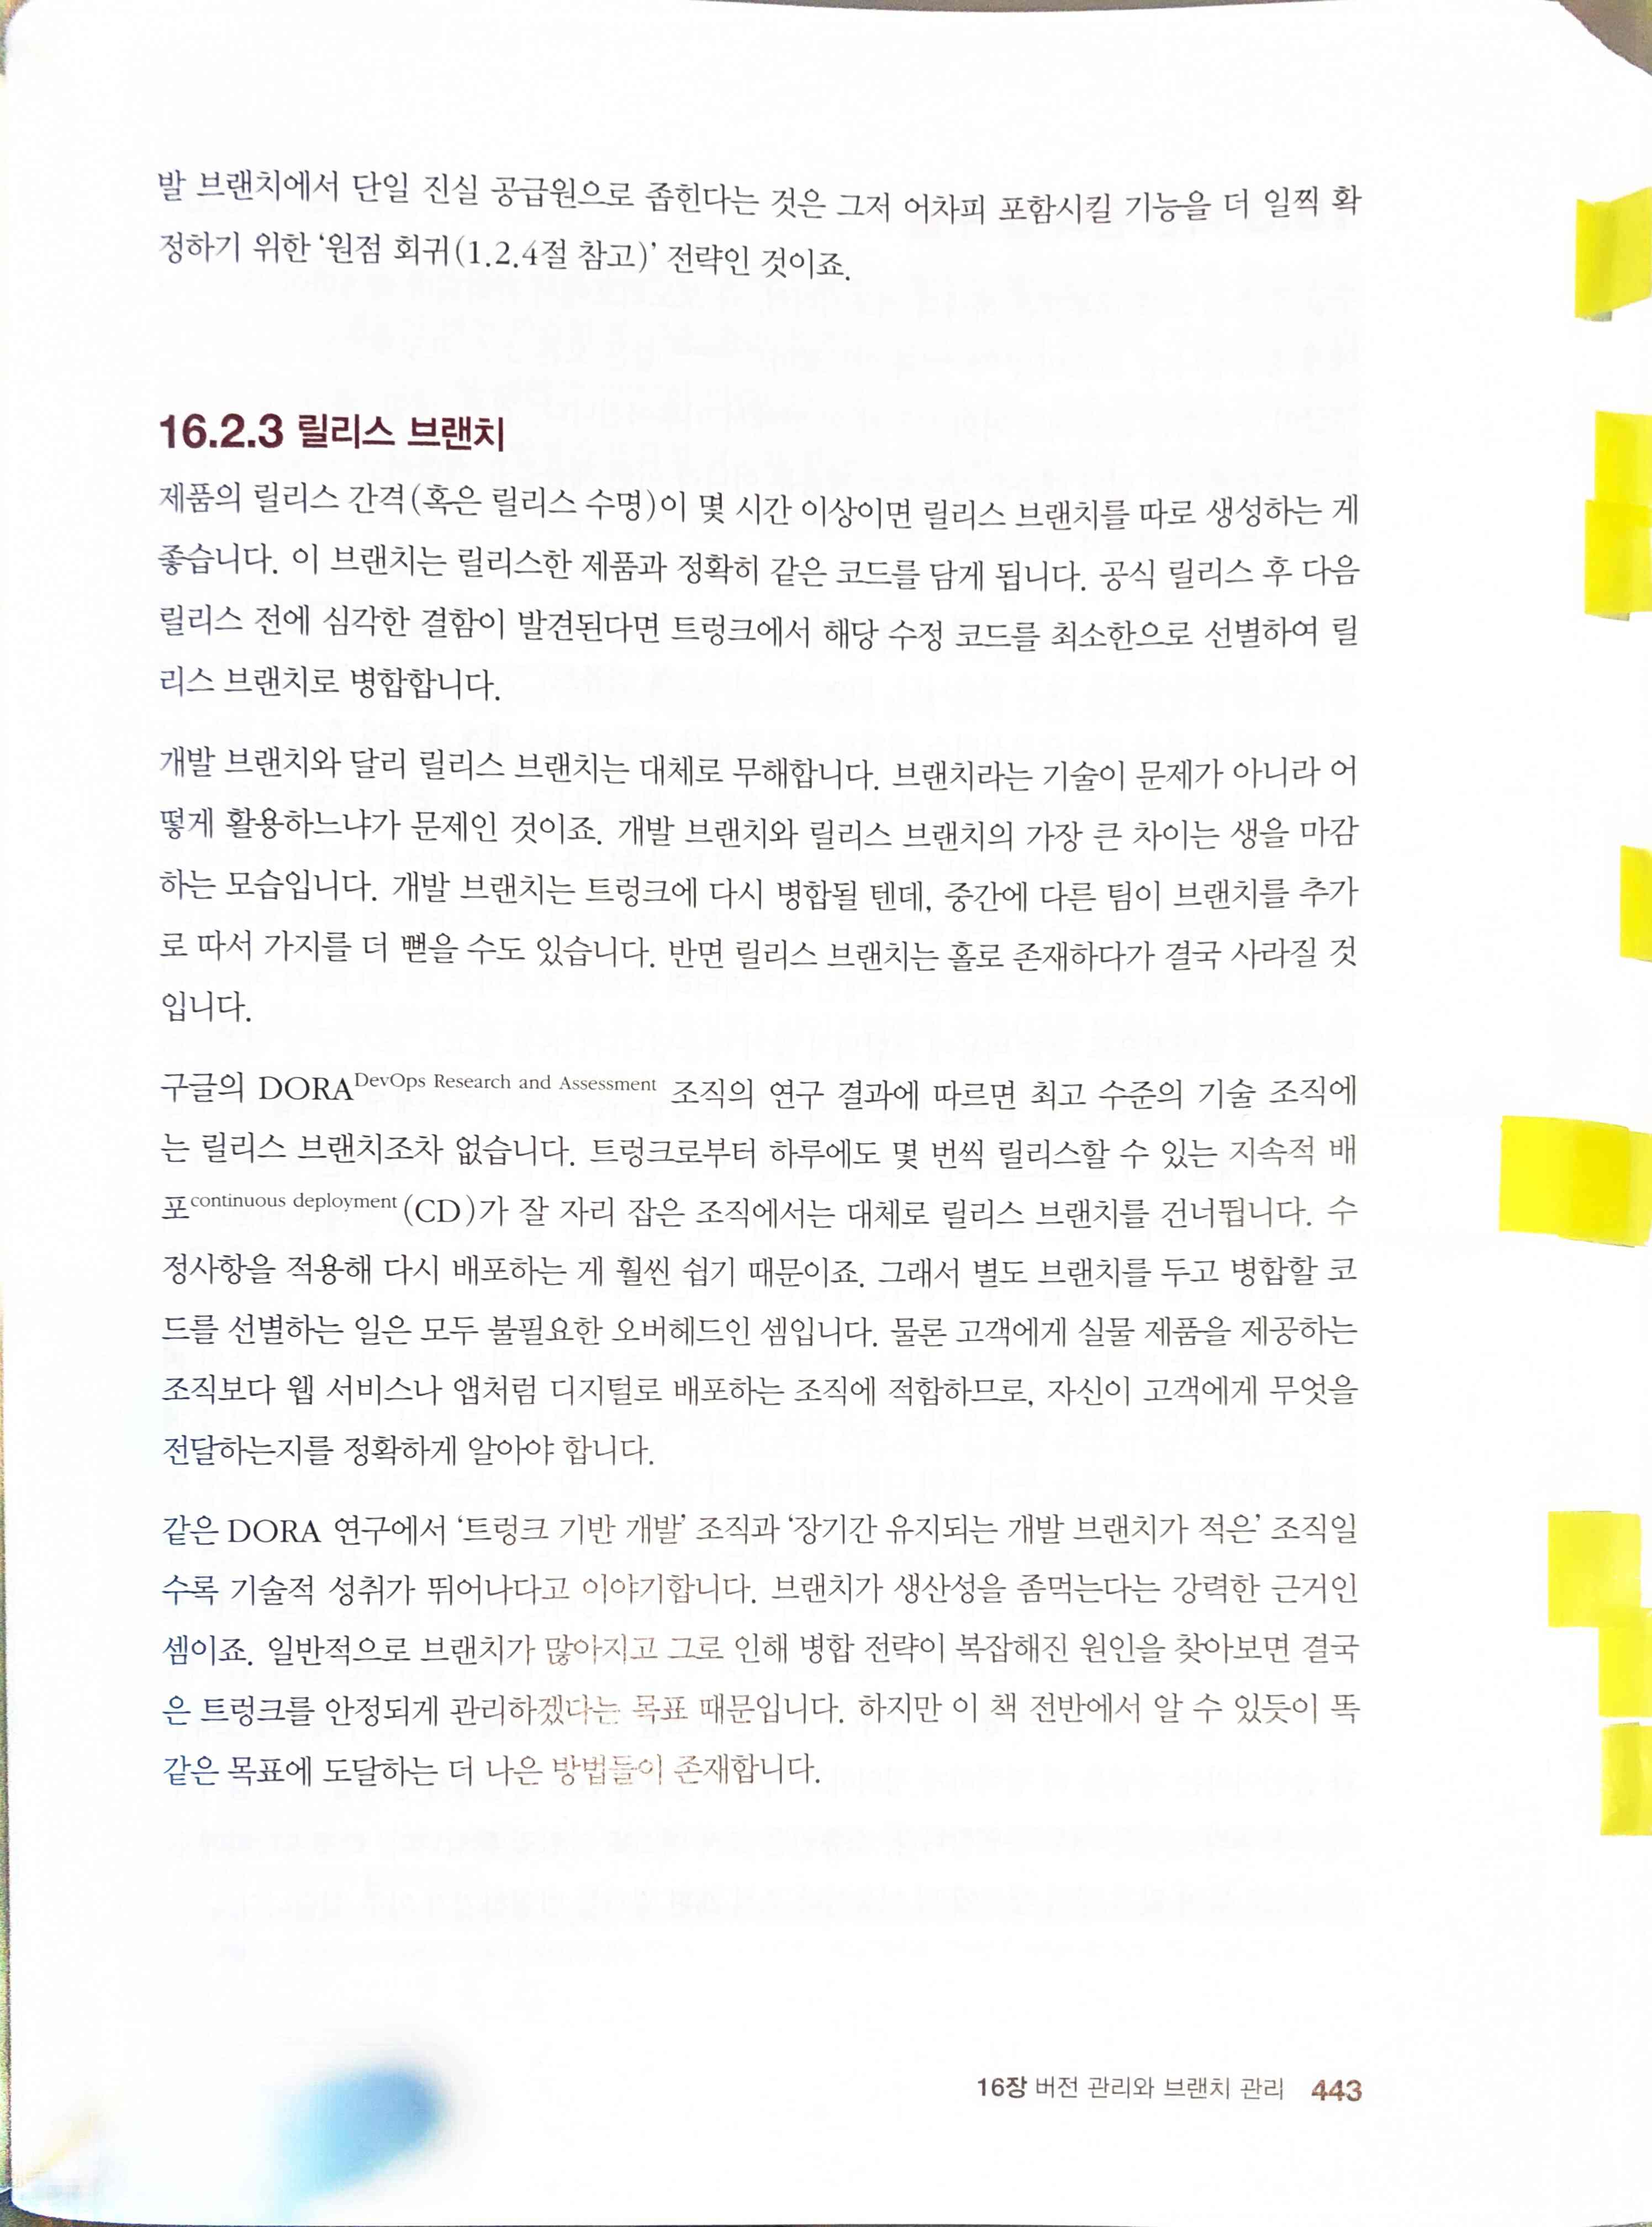 발 브랜치에서 단일 진실 공급원으로 좁힌다는 것은 그저 어차피 포함시킬 기능을 더 일찍 확
정하기 위한 ‘원점 회귀(1.2.4절 참고)’ 전략인 것이죠.
16.2.3 릴리스 브랜치
제품의 릴리스 간격(혹은 릴리스 수명)이 몇 시간 이상이면 릴리스 브랜치를 따로 생성하는 게
좋습니다. 이 브랜치는 릴리스한 제품과 정확히 같은 코드를 담게 됩니다. 공식 릴리스 후 다음
릴리스 전에 심각한 결함이 발견된다면 트렁크에서 해당 수정 코드를 최소한으로 선별하여 릴
리스 브랜치로 병합합니다.
개발 브랜치와 달리 릴리스 브랜치는 대체로 무해합니다. 브랜치라는 기술이 문제가 아니라 어
떻게 활용하느냐가 문제인 것이죠. 개발 브랜치와 릴리스 브랜치의 가장 큰 차이는 생을 마감
하는 모습입니다. 개발 브랜치는 트렁크에 다시 병합될 텐데, 중간에 다른 팀이 브랜치를 추가
로 따서 가지를 더 뻗을 수도 있습니다. 반면 릴리스 브랜치는 홀로 존재하다가 결국 사라질 것
입니다.
구글의 DORA DevOps Research and Assessment 조직의 연구 결과에 따르면 최고 수준의 기술 조직에
는 릴리스 브랜치조차 없습니다. 트렁크로부터 하루에도 몇 번씩 릴리스할 수 있는 지속적 배
포continuous deployment(CD)가 잘 자리 잡은 조직에서는 대체로 릴리스 브랜치를 건너뜁니다. 수
정사항을 적용해 다시 배포하는 게 훨씬 쉽기 때문이죠. 그래서 별도 브랜치를 두고 병합할 코
드를 선별하는 일은 모두 불필요한 오버헤드인 셈입니다. 물론 고객에게 실물 제품을 제공하는
조직보다 웹 서비스나 앱처럼 디지털로 배포하는 조직에 적합하므로, 자신이 고객에게 무엇을
전달하는지를 정확하게 알아야 합니다.
같은 DORA 연구에서 ‘트렁크 기반 개발’ 조직과 ‘장기간 유지되는 개발 브랜치가 적은’ 조직일
수록 기술적 성취가 뛰어나다고 이야기합니다. 브랜치가 생산성을 좀먹는다는 강력한 근거인
셈이죠. 일반적으로 브랜치가 많아지고 그로 인해 병합 전략이 복잡해진 원인을 찾아보면 결국
은 트렁크를 안정되게 관리하겠다는 목표 때문입니다. 하지만 이 책 전반에서 알 수 있듯이 똑
같은 목표에 도달하는 더 나은 방법들이 존재합니다.
16장 버전 관리와 브랜치 관리 443